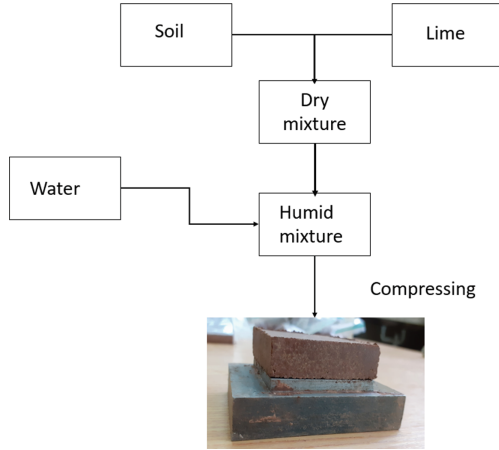 Soil
Lime
Dry
mixture
Water
Humid
mixture
Compressing